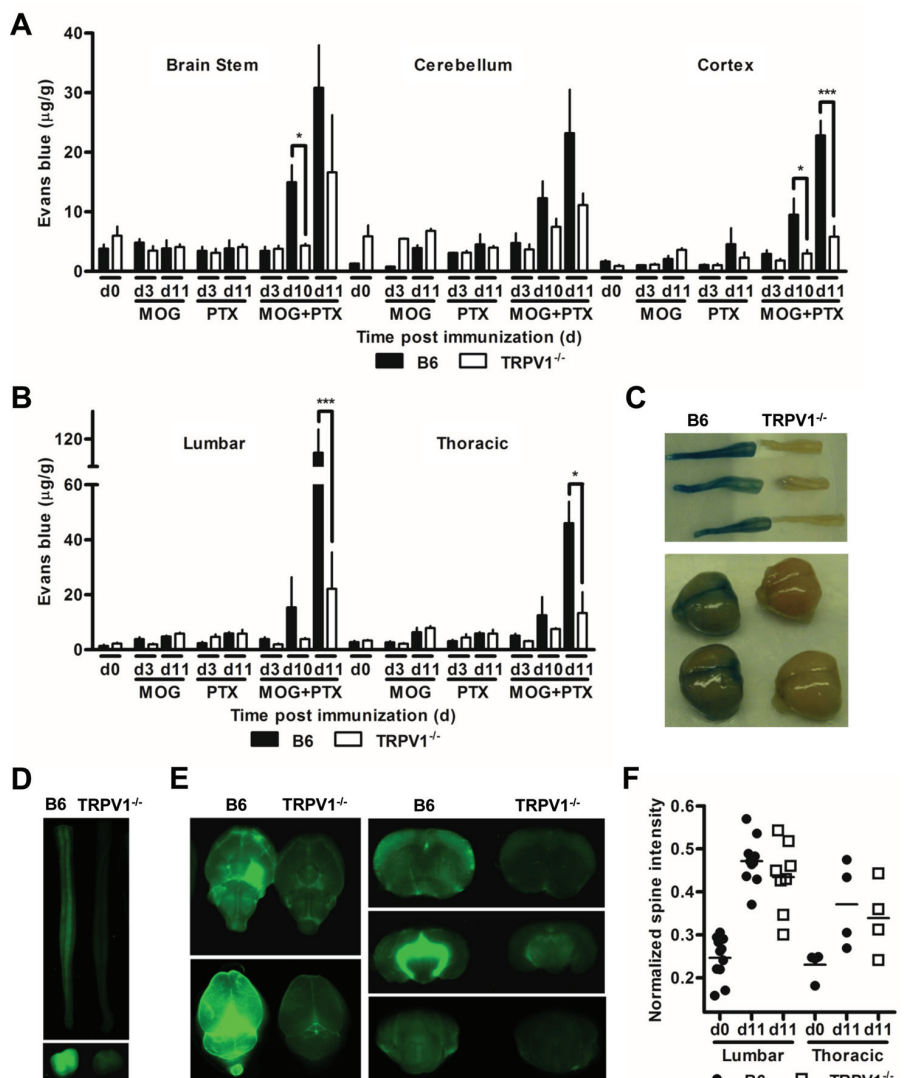 A
40
30
20
10
0
Evans blue (μg/g)
Brain Stem Cerebellum Cortex
* * ***
d0 d3 d11 d3 d11 d3 d10 d11 d0 d3 d11 d3 d11 d3 d10 d11 d0 d3 d11 d3 d11 d3 d10 d11
MOG PTX MOG+PTX MOG PTX MOG+PTX MOG PTX MOG+PTX
Time post immunization (d)
B6 TRPV1-/-
B
120
60
40
20
0
Evans blue (μg/g)
Lumbar Thoracic
*** *
d0 d3 d11 d3 d11 d3 d10 d11 d0 d3 d11 d3 d11 d3 d10 d11
MOG PTX MOG+PTX MOG PTX MOG+PTX
Time post immunization (d)
B6 TRPV1-/-
C
B6 TRPV1-/-
D
B6 TRPV1-/-
E
B6 TRPV1-/- B6 TRPV1-/-
F
0.6
0.5
0.4
0.3
0.2
Normalized spine intensity
d0 d11 d11 d0 d11 d11
Lumbar Thoracic
B6 TRPV1-/-